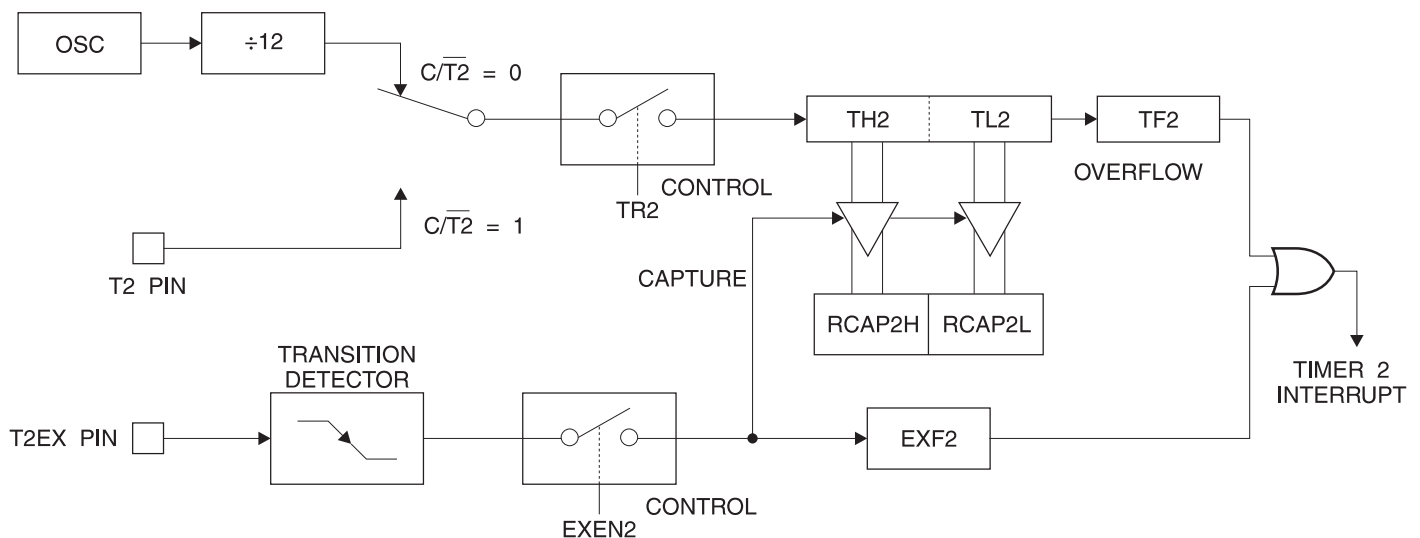 OSC
÷12
C/T2̅ = 0
TH2
TL2
TF2
OVERFLOW
CONTROL
TR2
C/T2̅ = 1
T2 PIN
CAPTURE
RCAP2H
RCAP2L
TRANSITION
DETECTOR
TIMER 2
INTERRUPT
T2EX PIN
EXF2
CONTROL
EXEN2